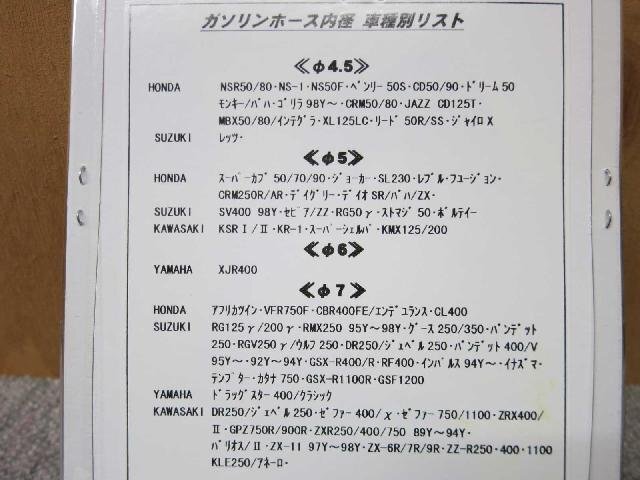 ガソリンホース内径 車種別リスト
≪φ4.5≫
HONDA NSR50/80・NS-1・NS50F・ベンリー50S・CD50/90・ドリーム50
モンキー/バハ・ゴリラ 98Y～・CRM50/80・JAZZ CD125T・
MBX50/80/インテグラ・XL125LC・リード50R/SS・ジャイロX
SUZUKI レッツ・
≪φ5≫
HONDA スーパーカブ50/70/90・ジョーカー・SL230・レブル・フュージョン・
CRM250R/AR・デイグリー・デイオSR/バハ/ZX・
SUZUKI SV400 98Y・セピア/ZZ・RG50γ・ストマジ50・ボルティー
KAWASAKI KSRⅠ/Ⅱ・KR-1・スーパーシェルパ・KMX125/200
≪φ6≫
YAMAHA XJR400
≪φ7≫
HONDA アフリカツイン・VFR750F・CBR400FE/エンデュランス・CL400
SUZUKI RG125γ/200γ・RMX250 95Y～98Y・グース250/350・バンデット
250・RGV250γ/ウルフ250・DR250/ジェベル250・バンデット400/V
95Y～・92Y～94Y・GSX-R400/R・RF400・インパルス94Y～・イナズマ・
テンプター・カタナ750・GSX-R1100R・GSF1200
YAMAHA ドラッグスター400/クラシック
KAWASAKI DR250/ジェベル250・ゼファー400/χ・ゼファー750/1100・ZRX400/
Ⅱ・GPZ750R/900R・ZXR250/400/750 89Y～94Y・
バリオス/Ⅱ・ZX-11 97Y～98Y・ZX-6R/7R/9R・ZZ-R250・400・1100
KLE250/アネーロ・